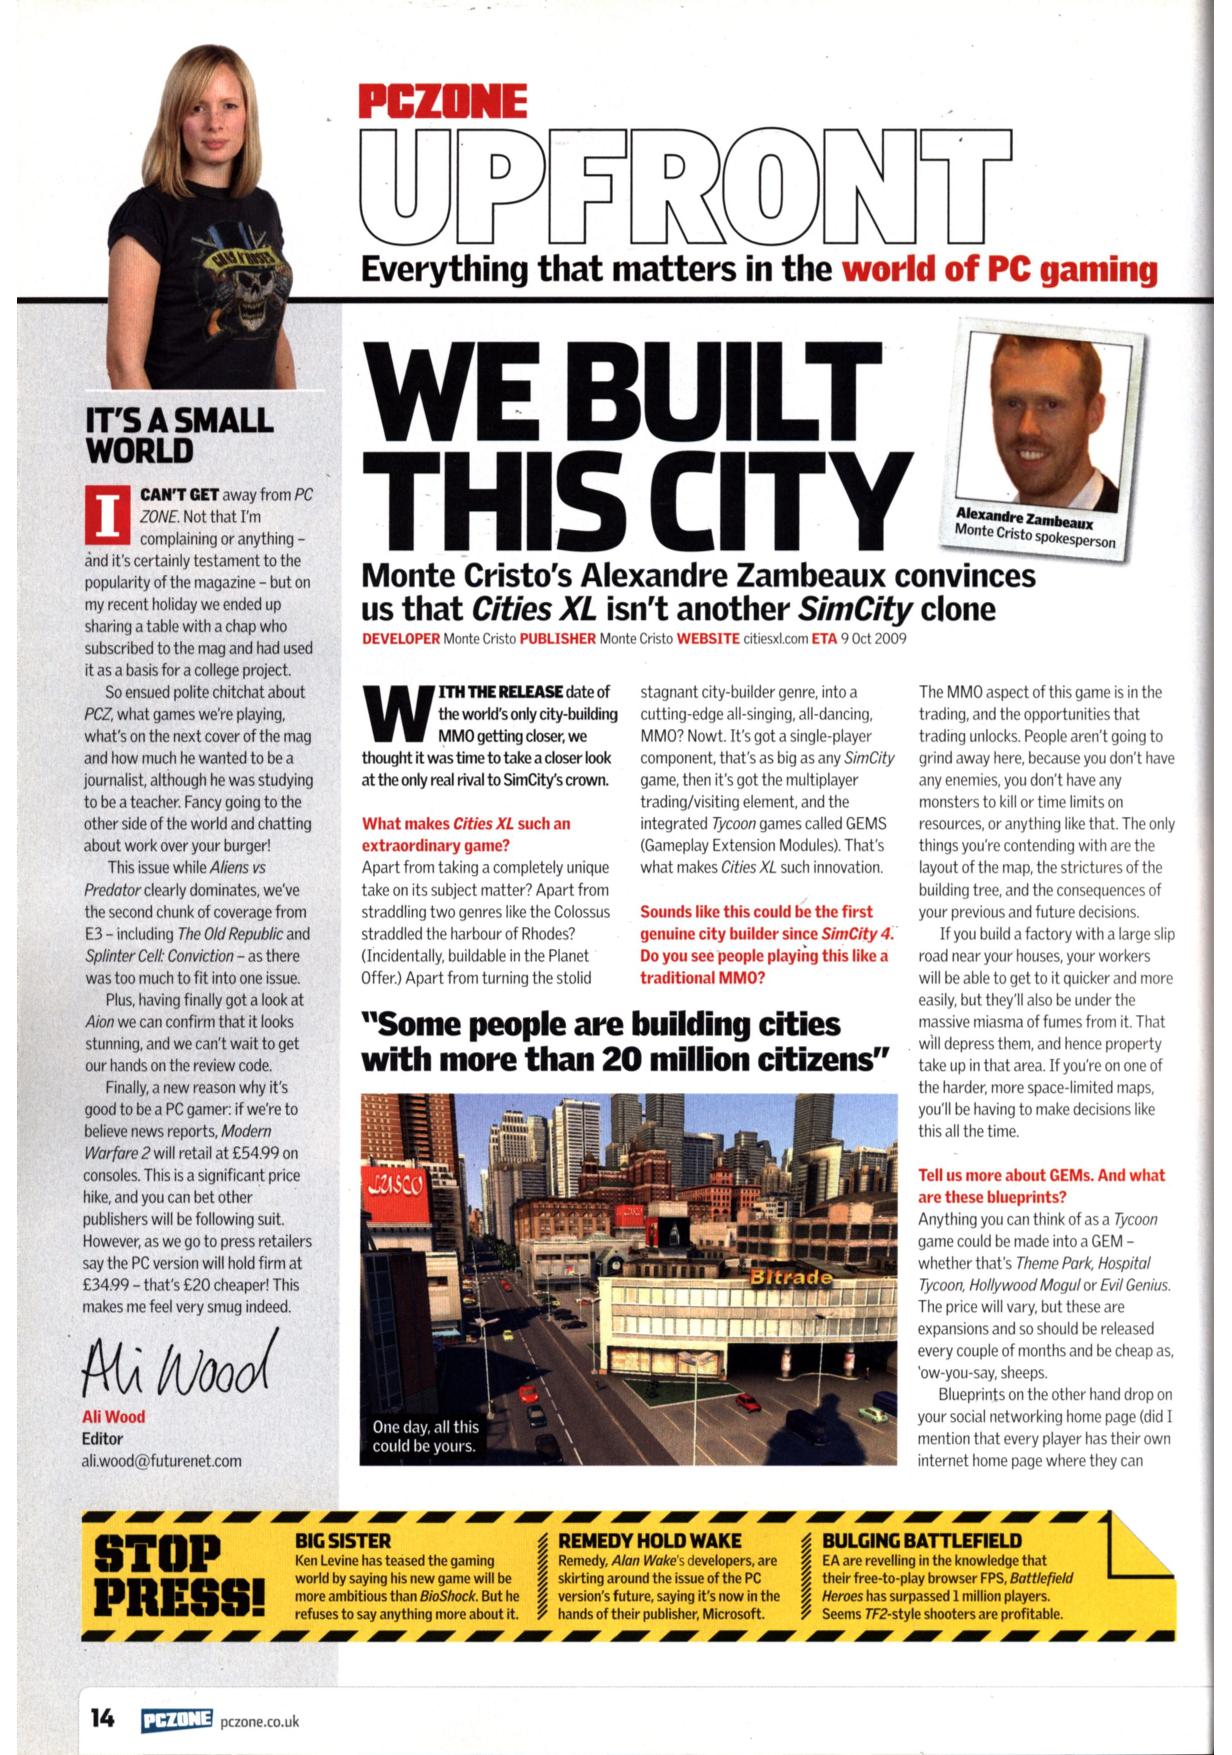 PCZONE
UPFRONT
Everything that matters in the world of PC gaming
GUNS N' ROSES
IT'S A SMALL
WORLD
I CAN'T GET away from PC
ZONE. Not that I'm
complaining or anything –
and it's certainly testament to the
popularity of the magazine – but on
my recent holiday we ended up
sharing a table with a chap who
subscribed to the mag and had used
it as a basis for a college project.
So ensued polite chitchat about
PCZ, what games we're playing,
what's on the next cover of the mag
and how much he wanted to be a
journalist, although he was studying
to be a teacher. Fancy going to the
other side of the world and chatting
about work over your burger!
This issue while Aliens vs
Predator clearly dominates, we've
the second chunk of coverage from
E3 – including The Old Republic and
Splinter Cell: Conviction – as there
was too much to fit into one issue.
Plus, having finally got a look at
Aion we can confirm that it looks
stunning, and we can't wait to get
our hands on the review code.
Finally, a new reason why it's
good to be a PC gamer: if we're to
believe news reports, Modern
Warfare 2 will retail at £54.99 on
consoles. This is a significant price
hike, and you can bet other
publishers will be following suit.
However, as we go to press retailers
say the PC version will hold firm at
£34.99 – that's £20 cheaper! This
makes me feel very smug indeed.
Ali Wood
Ali Wood
Editor
ali.wood@futurenet.com
WE BUILT
THIS CITY
Alexandre Zambeaux
Monte Cristo spokesperson
Monte Cristo's Alexandre Zambeaux convinces
us that Cities XL isn't another SimCity clone
DEVELOPER Monte Cristo PUBLISHER Monte Cristo WEBSITE citiesxl.com ETA 9 Oct 2009
WITH THE RELEASE date of
the world's only city-building
MMO getting closer, we
thought it was time to take a closer look
at the only real rival to SimCity's crown.
What makes Cities XL such an
extraordinary game?
Apart from taking a completely unique
take on its subject matter? Apart from
straddling two genres like the Colossus
straddled the harbour of Rhodes?
(Incidentally, buildable in the Planet
Offer.) Apart from turning the stolid
stagnant city-builder genre, into a
cutting-edge all-singing, all-dancing,
MMO? Nowt. It's got a single-player
component, that's as big as any SimCity
game, then it's got the multiplayer
trading/visiting element, and the
integrated Tycoon games called GEMS
(Gameplay Extension Modules). That's
what makes Cities XL such innovation.
Sounds like this could be the first
genuine city builder since SimCity 4.
Do you see people playing this like a
traditional MMO?
"Some people are building cities
with more than 20 million citizens"
JUSCO
Bitrade
One day, all this
could be yours.
The MMO aspect of this game is in the
trading, and the opportunities that
trading unlocks. People aren't going to
grind away here, because you don't have
any enemies, you don't have any
monsters to kill or time limits on
resources, or anything like that. The only
things you're contending with are the
layout of the map, the strictures of the
building tree, and the consequences of
your previous and future decisions.
If you build a factory with a large slip
road near your houses, your workers
will be able to get to it quicker and more
easily, but they'll also be under the
massive miasma of fumes from it. That
will depress them, and hence property
take up in that area. If you're on one of
the harder, more space-limited maps,
you'll be having to make decisions like
this all the time.
Tell us more about GEMs. And what
are these blueprints?
Anything you can think of as a Tycoon
game could be made into a GEM –
whether that's Theme Park, Hospital
Tycoon, Hollywood Mogul or Evil Genius.
The price will vary, but these are
expansions and so should be released
every couple of months and be cheap as,
'ow-you-say, sheeps.
Blueprints on the other hand drop on
your social networking home page (did I
mention that every player has their own
internet home page where they can
STOP
PRESS!
BIG SISTER
Ken Levine has teased the gaming
world by saying his new game will be
more ambitious than BioShock. But he
refuses to say anything more about it.
REMEDY HOLD WAKE
Remedy, Alan Wake's developers, are
skirting around the issue of the PC
version's future, saying it's now in the
hands of their publisher, Microsoft.
BULGING BATTLEFIELD
EA are revelling in the knowledge that
their free-to-play browser FPS, Battlefield
Heroes has surpassed 1 million players.
Seems TF2-style shooters are profitable.
14 PCZONE pczone.co.uk